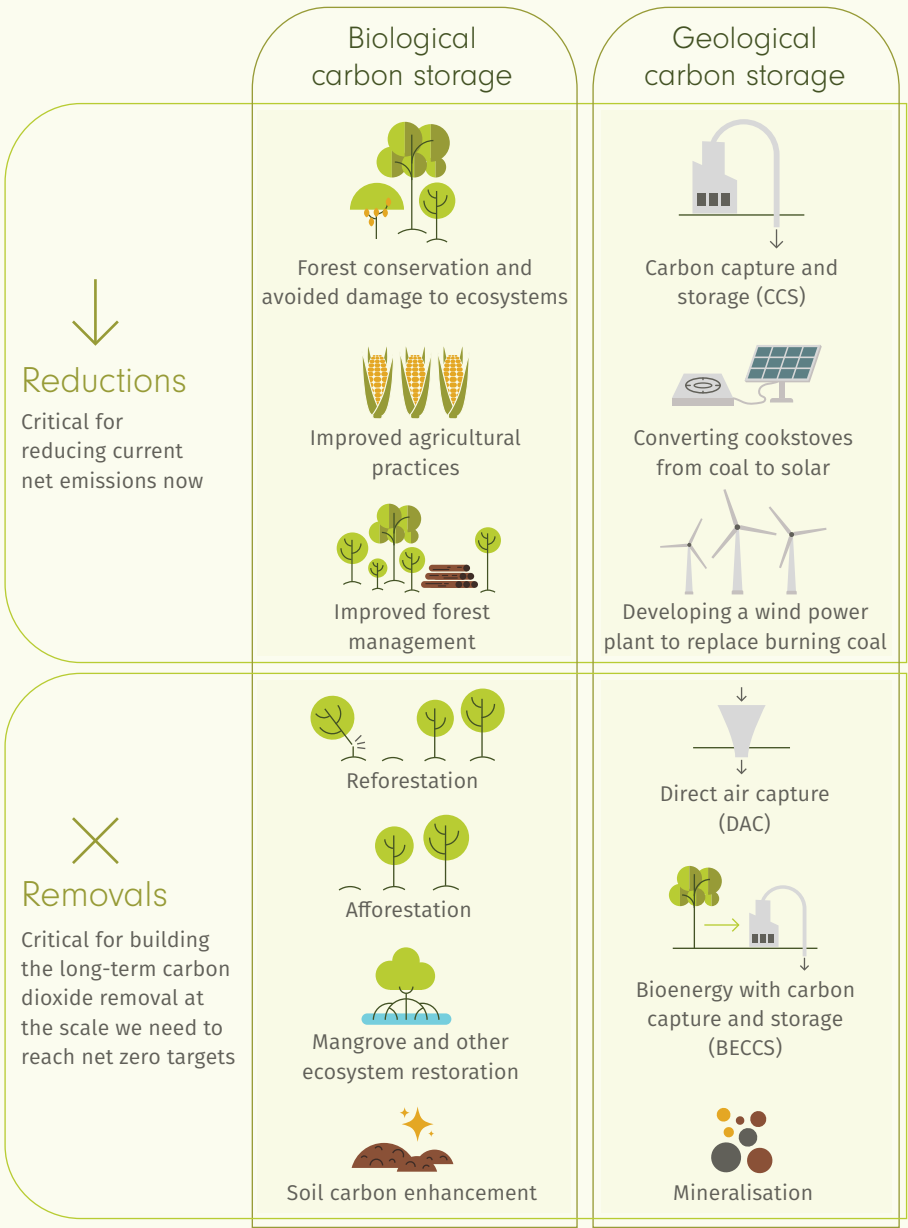 Biological
carbon storage
Geological
carbon storage
Reductions
Critical for
reducing current
net emissions now
Forest conservation and
avoided damage to ecosystems
Improved agricultural
practices
Improved forest
management
Carbon capture and
storage (CCS)
Converting cookstoves
from coal to solar
Developing a wind power
plant to replace burning coal
Removals
Critical for building
the long-term carbon
dioxide removal at
the scale we need to
reach net zero targets
Reforestation
Afforestation
Mangrove and other
ecosystem restoration
Soil carbon enhancement
Direct air capture
(DAC)
Bioenergy with carbon
capture and storage
(BECCS)
Mineralisation